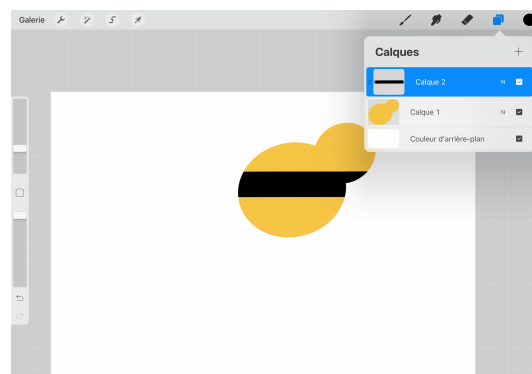 Galerie
Calques
Calque 2 N
Calque 1 N
Couleur d'arrière-plan